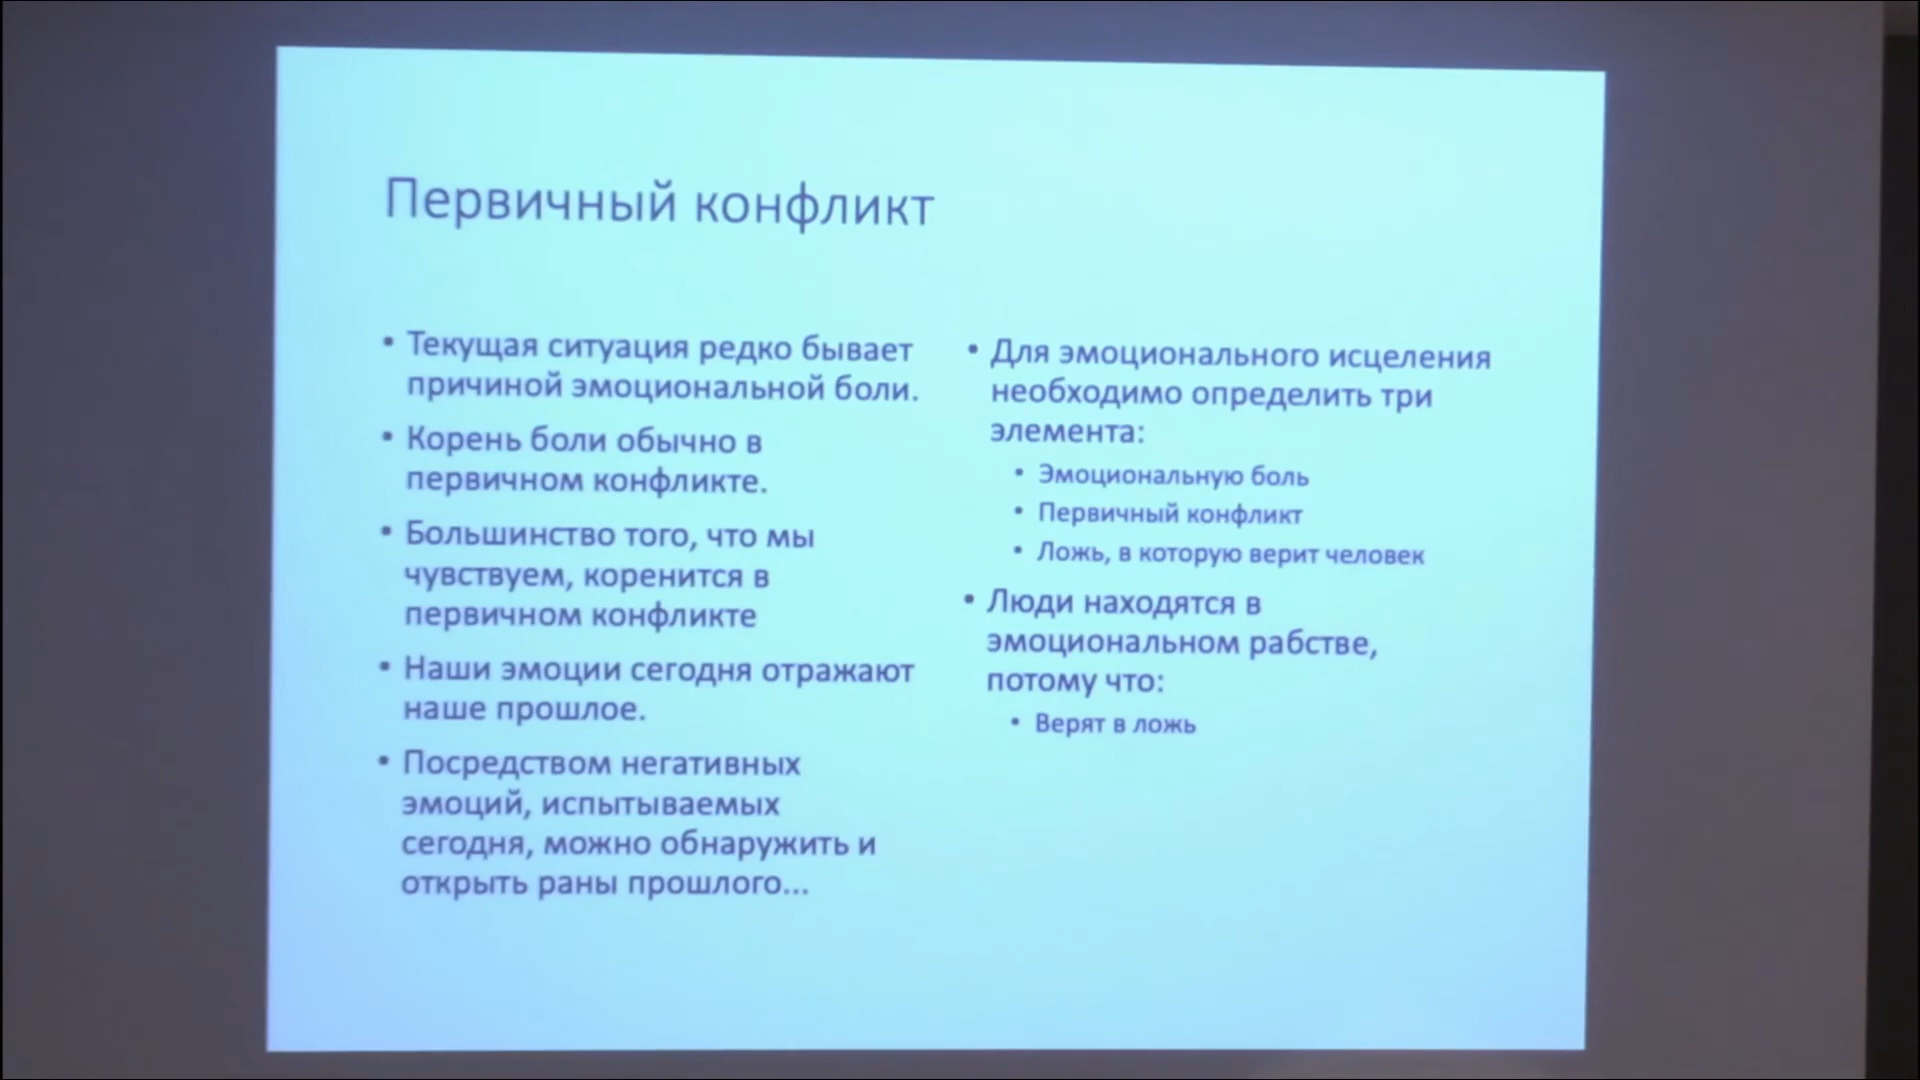 Первичный конфликт
• Текущая ситуация редко бывает
причиной эмоциональной боли.
• Корень боли обычно в
первичном конфликте.
• Большинство того, что мы
чувствуем, коренится в
первичном конфликте
• Наши эмоции сегодня отражают
наше прошлое.
• Посредством негативных
эмоций, испытываемых
сегодня, можно обнаружить и
открыть раны прошлого...
• Для эмоционального исцеления
необходимо определить три
элемента:
• Эмоциональную боль
• Первичный конфликт
• Ложь, в которую верит человек
• Люди находятся в
эмоциональном рабстве,
потому что:
• Верят в ложь